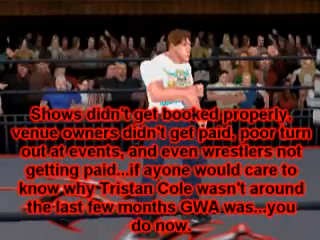 Shows didn't get booked properly,
venue owners didn't get paid, poor turn
out at events, and even wrestlers not
getting paid...if ayone would care to
know why Tristan Cole wasn't around
the last few months GWA was...you
do now.